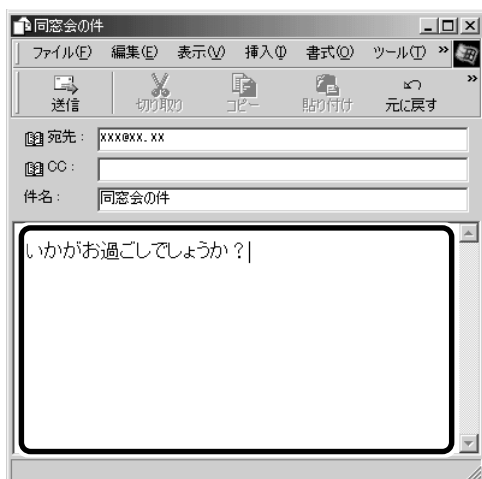 同窓会の件
ファイル(F) 編集(E) 表示(V) 挿入(I) 書式(O) ツール(T) »
送信 切り取り コピー 貼り付け 元に戻す »
宛先: xxx@xx.xx
CC:
件名: 同窓会の件
いかがお過ごしでしょうか?